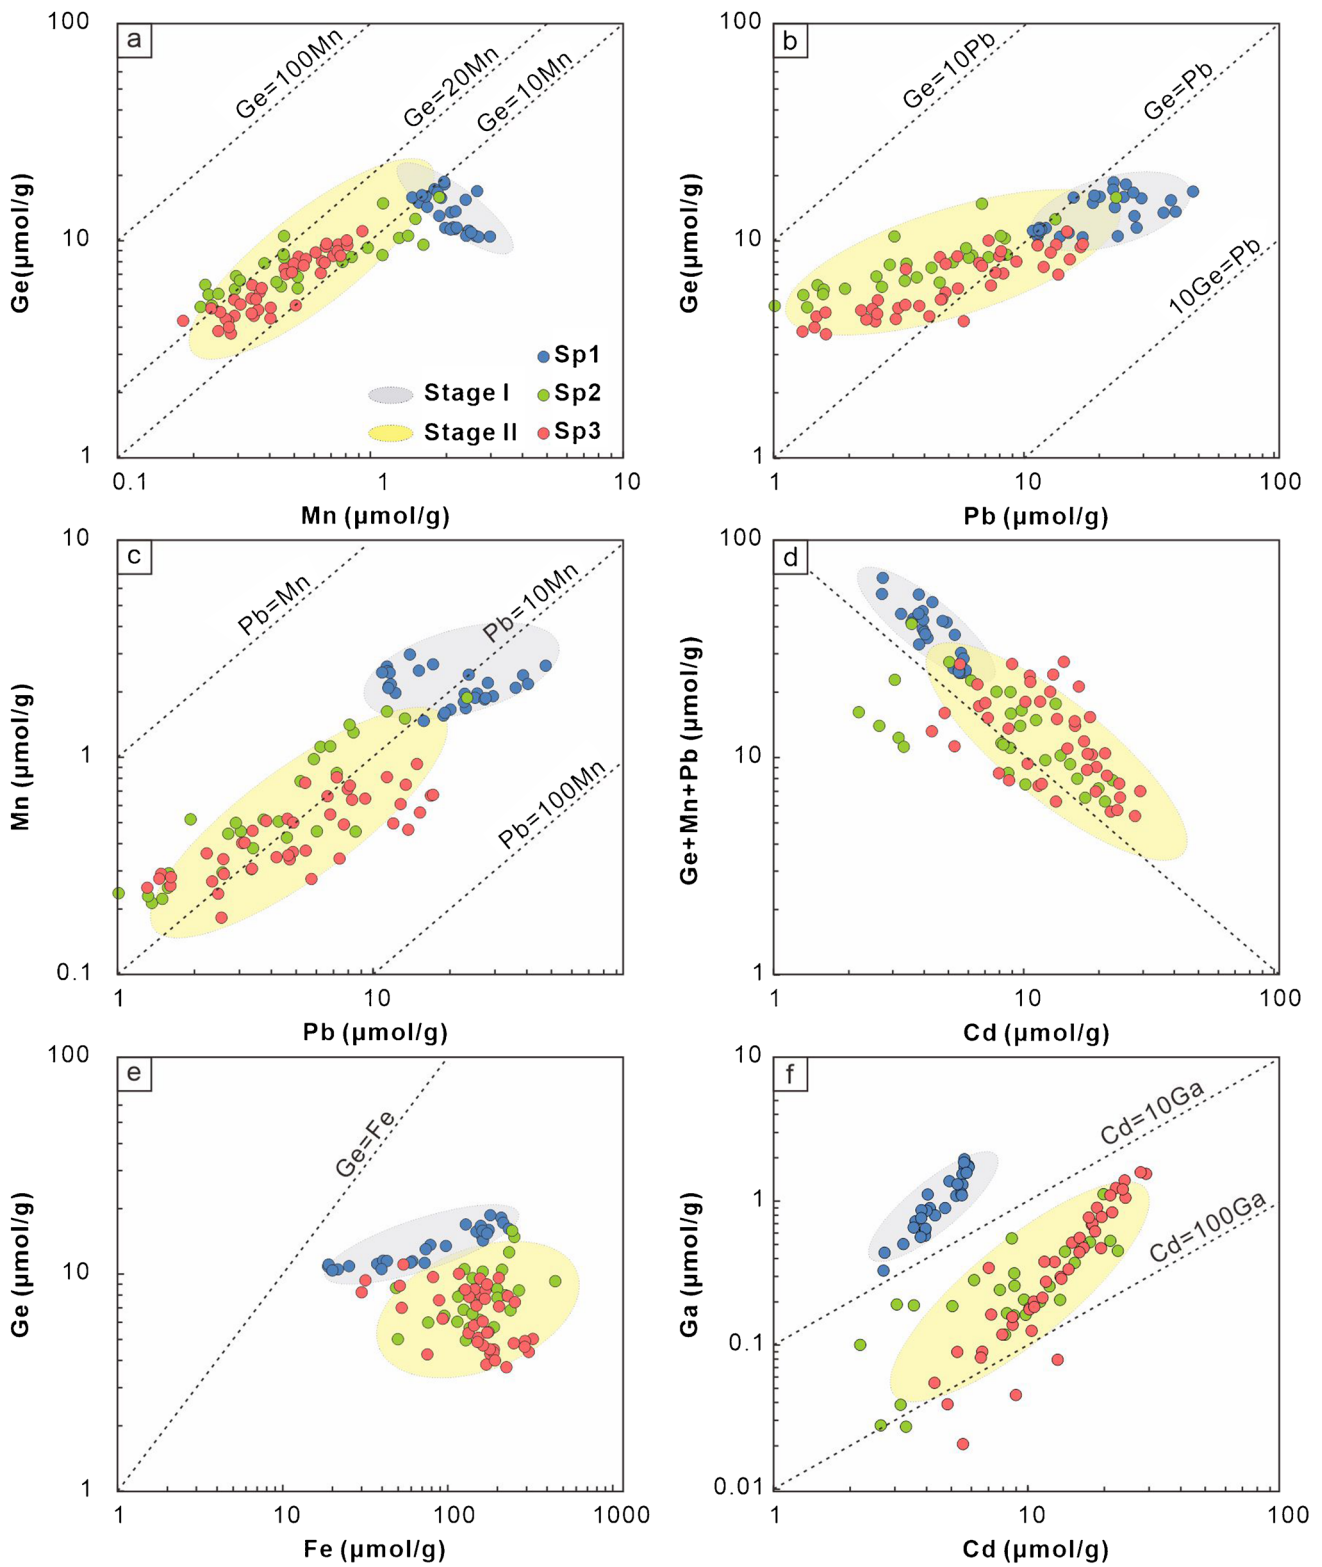 a
100
10
1
Ge(μmol/g)
Ge=100Mn
Ge=20Mn
Ge=10Mn
Stage I
Stage II
Sp1
Sp2
Sp3
0.1
1
10
Mn (μmol/g)
b
100
10
1
Ge(μmol/g)
Ge=10Pb
Ge=Pb
10Ge=Pb
1
10
100
Pb (μmol/g)
c
10
1
0.1
Mn (μmol/g)
Pb=Mn
Pb=10Mn
Pb=100Mn
1
10
Pb (μmol/g)
d
100
10
1
Ge+Mn+Pb (μmol/g)
1
10
100
Cd (μmol/g)
e
100
10
1
Ge (μmol/g)
Ge=Fe
1
10
100
1000
Fe (μmol/g)
f
10
1
0.1
0.01
Ga (μmol/g)
Cd=10Ga
Cd=100Ga
1
10
100
Cd (μmol/g)